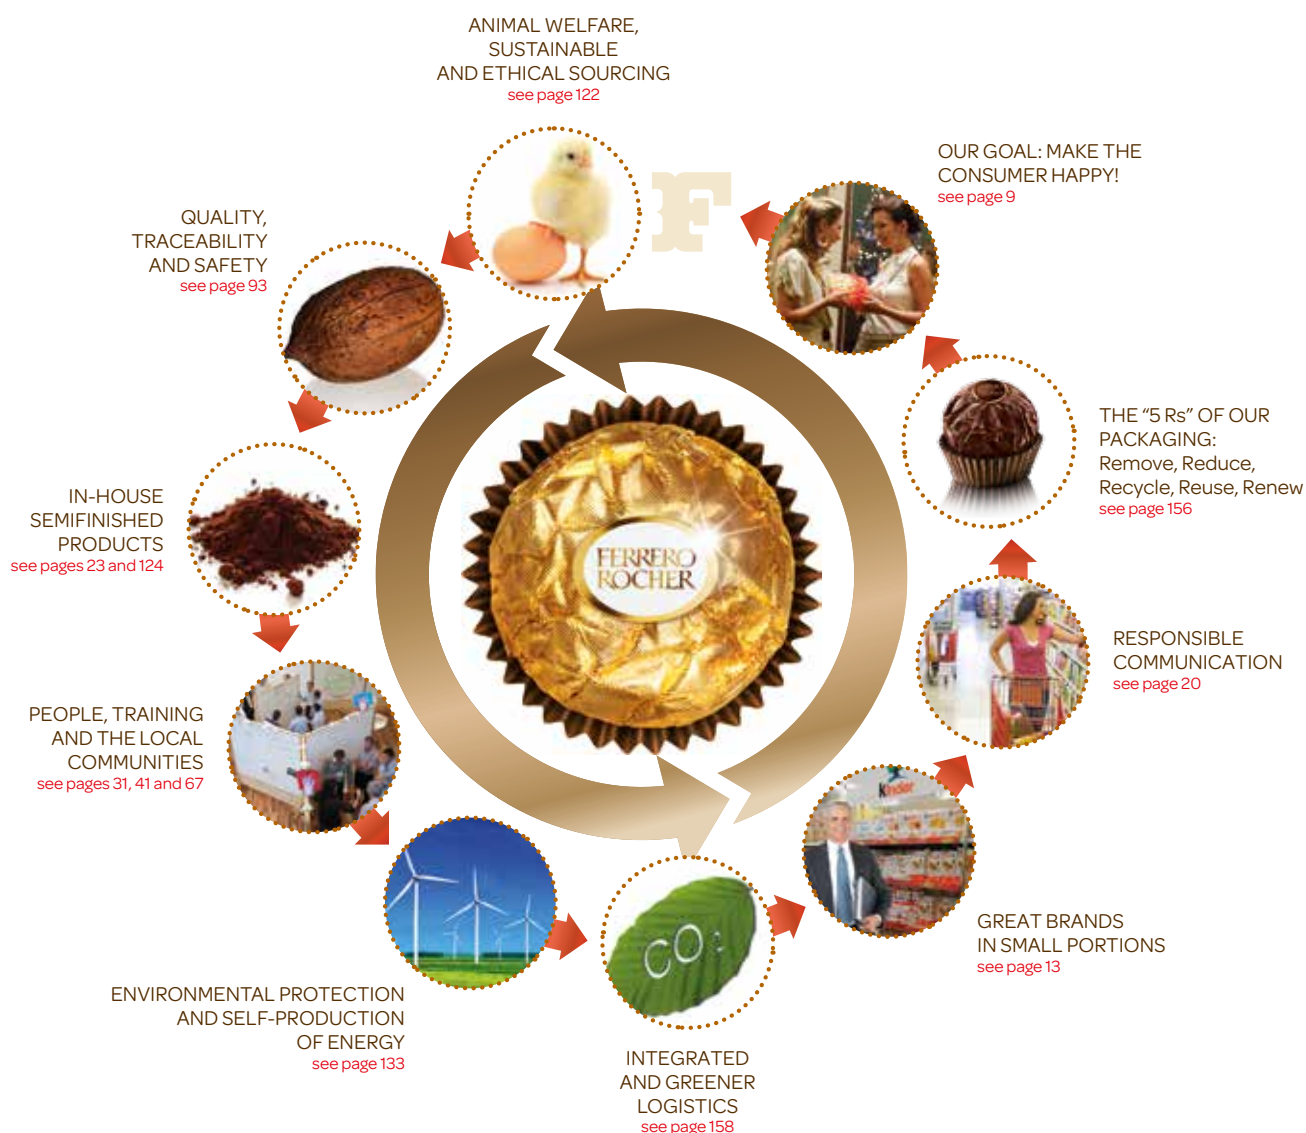 ANIMAL WELFARE,
SUSTAINABLE
AND ETHICAL SOURCING
see page 122
QUALITY,
TRACEABILITY
AND SAFETY
see page 93
IN-HOUSE
SEMIFINISHED
PRODUCTS
see pages 23 and 124
PEOPLE, TRAINING
AND THE LOCAL
COMMUNITIES
see pages 31, 41 and 67
ENVIRONMENTAL PROTECTION
AND SELF-PRODUCTION
OF ENERGY
see page 133
CO2
INTEGRATED
AND GREENER
LOGISTICS
see page 158
Kinder
GREAT BRANDS
IN SMALL PORTIONS
see page 13
RESPONSIBLE
COMMUNICATION
see page 20
THE “5 Rs” OF OUR
PACKAGING:
Remove, Reduce,
Recycle, Reuse, Renew
see page 156
OUR GOAL: MAKE THE
CONSUMER HAPPY!
see page 9
F
FERRERO
ROCHER